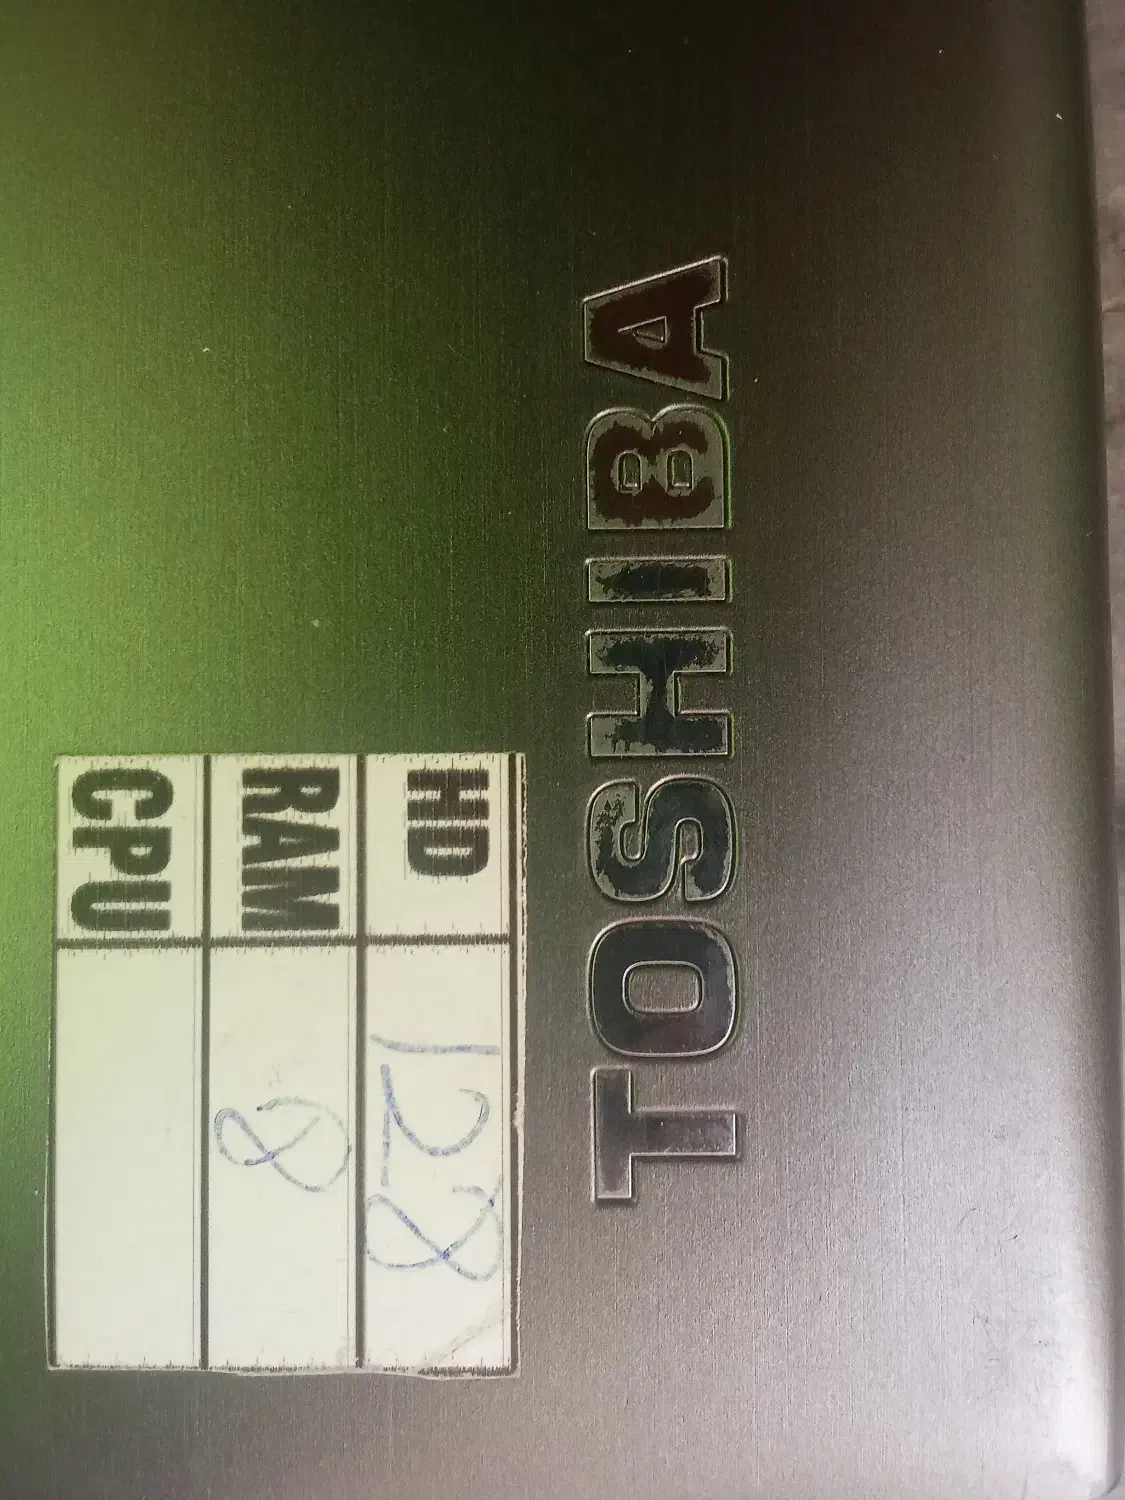 TOSHIBA
HD 128
RAM 8
CPU